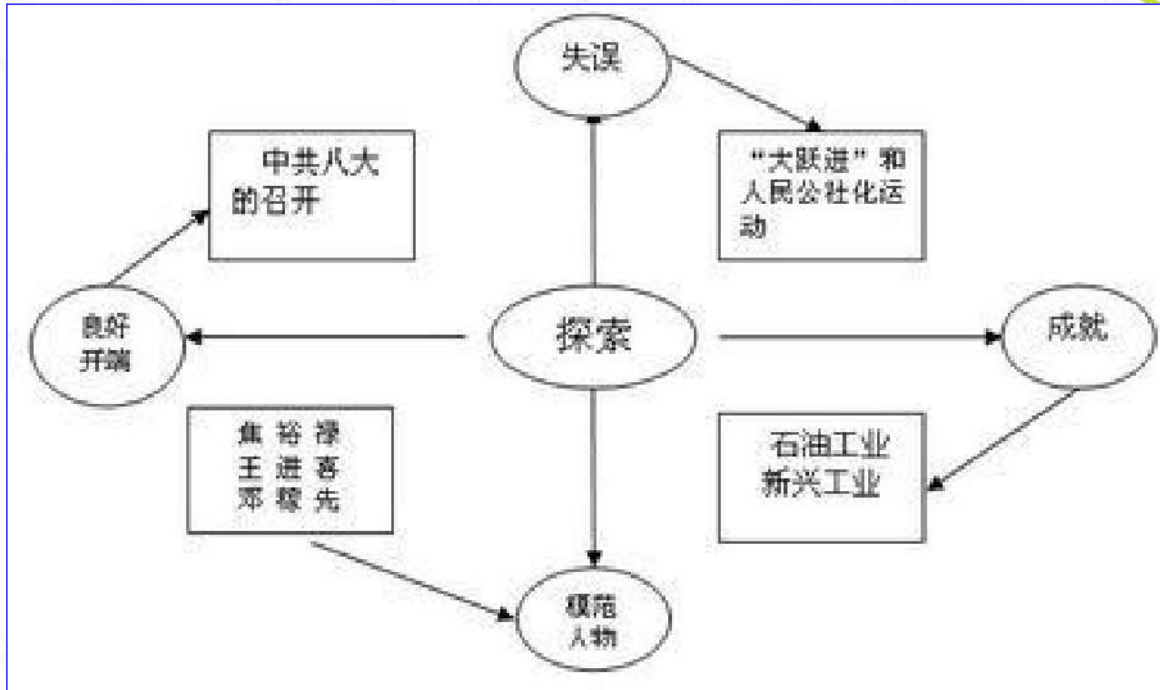 失误
中共八大
的召开
“大跃进”和
人民公社化运
动
良好
开端
探索
成就
焦裕禄
王进喜
邓稼先
石油工业
新兴工业
模范
人物